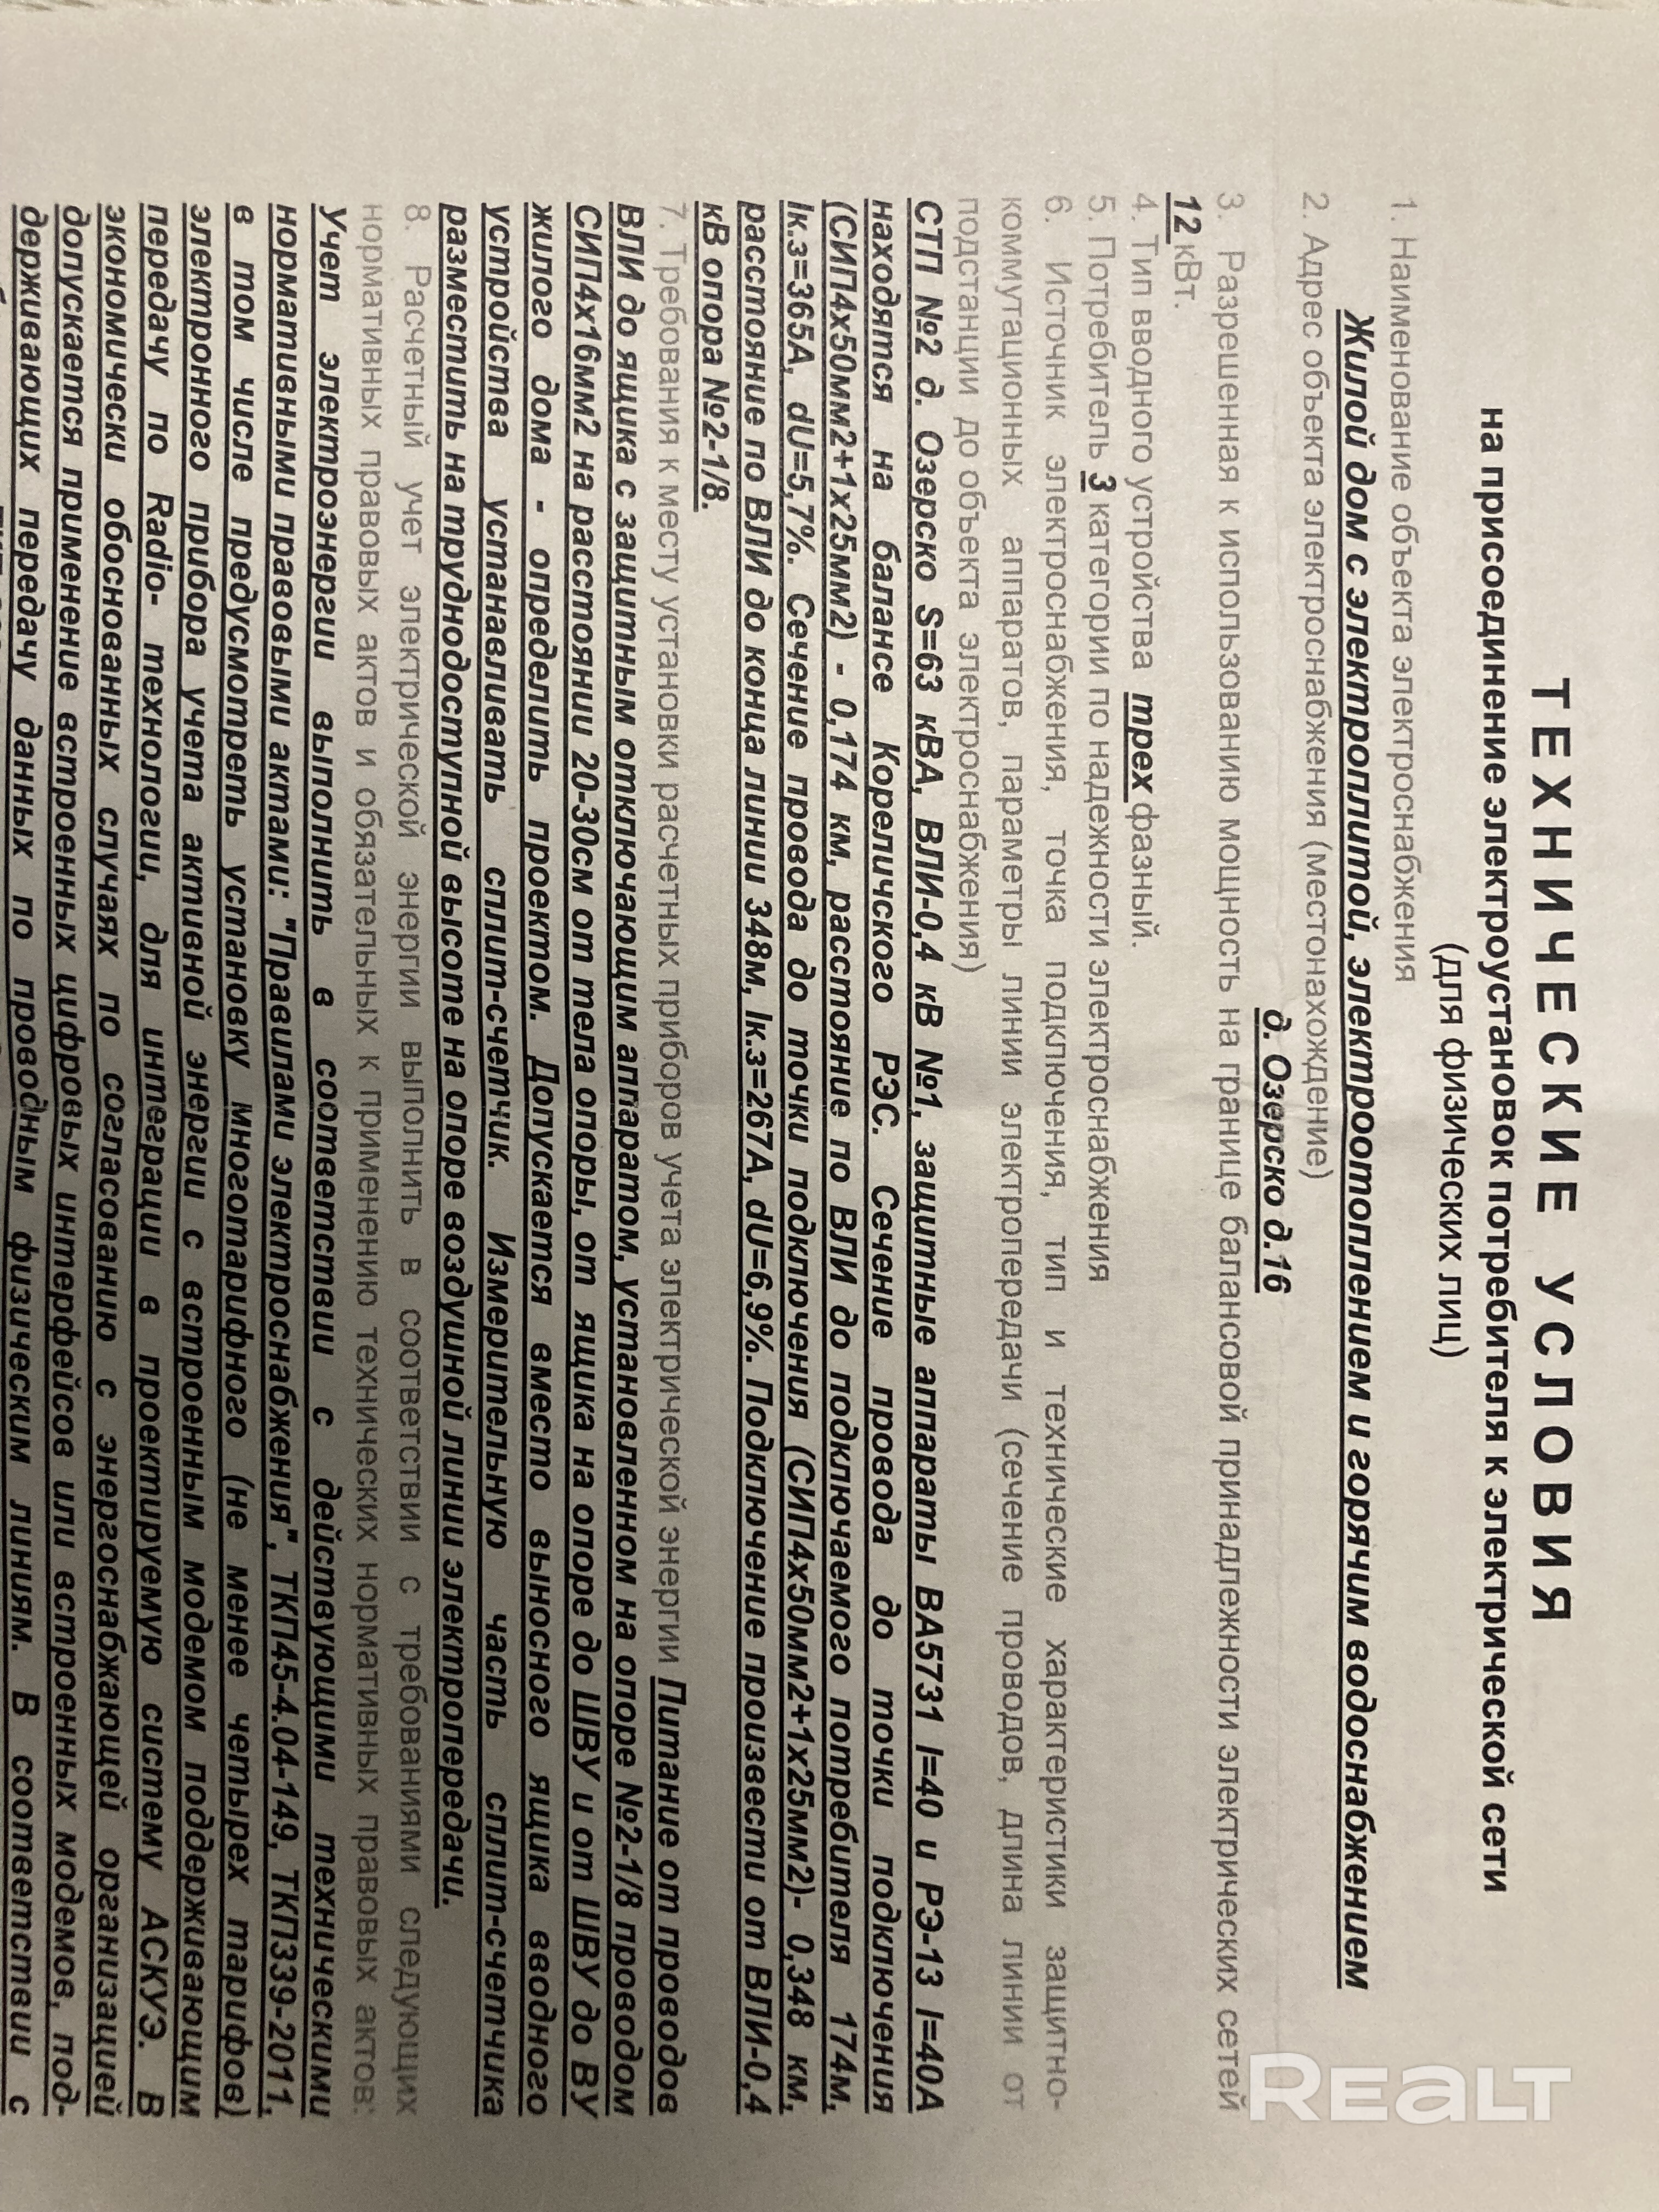 ТЕХНИЧЕСКИЕ УСЛОВИЯ
на присоединение электроустановок потребителя к электрической сети
(для физических лиц)
1. Наименование объекта электроснабжения
Жилой дом с электроплитой, электроотоплением и горячим водоснабжением
2. Адрес объекта электроснабжения (местонахождение)
д. Озерско д.16
3. Разрешенная к использованию мощность на границе балансовой принадлежности электрических сетей
12 кВт.
4. Тип вводного устройства трех фазный.
5. Потребитель 3 категории по надежности электроснабжения
6. Источник электроснабжения, точка подключения, тип и технические характеристики защитно-
коммутационных аппаратов, параметры линии электропередачи (сечение проводов, длина линии от
подстанции до объекта электроснабжения)
СТП №2 д. Озерско S=63 кВА, ВЛИ-0,4 кВ №1, защитные аппараты ВА5731 I=40 и РЭ-13 I=40А
находятся на балансе Кореличского РЭС. Сечение провода до точки подключения
(СИП4х50мм2+1х25мм2) - 0,174 км, расстояние по ВЛИ до подключаемого потребителя 174м,
Iк.з=365А, dU=5,7%. Сечение провода до точки подключения (СИП4х50мм2+1х25мм2)- 0,348 км,
расстояние по ВЛИ до конца линии 348м, Iк.з=267А, dU=6,9%. Подключение произвести от ВЛИ-0,4
кВ опора №2-1/8.
7. Требования к месту установки расчетных приборов учета электрической энергии Питание от проводов
ВЛИ до ящика с защитным отключающим аппаратом, установленном на опоре №2-1/8 проводом
СИП4х16мм2 на расстоянии 20-30см от тела опоры, от ящика на опоре до ШВУ и от ШВУ до ВУ
жилого дома - определить проектом. Допускается вместо выносного ящика вводного
устройства устанавливать сплит-счетчик. Измерительную часть сплит-счетчика
разместить на труднодоступной высоте на опоре воздушной линии электропередачи.
8. Расчетный учет электрической энергии выполнить в соответствии с требованиями следующих
нормативных правовых актов и обязательных к применению технических нормативных правовых актов:
Учет электроэнергии выполнить в соответствии с действующими техническими
нормативными правовыми актами: "Правилами электроснабжения", ТКП45-4.04-149, ТКП339-2011,
в том числе предусмотреть установку многотарифного (не менее четырех тарифов)
электронного прибора учета активной энергии с встроенным модемом поддерживающим
передачу по Radio- технологии, для интеграции в проектируемую систему АСКУЭ. В
экономически обоснованных случаях по согласованию с энергоснабжающей организацией
допускается применение встроенных цифровых интерфейсов или встроенных модемов, под-
держивающих передачу данных по проводным физическим линиям. В соответствии с
REALT